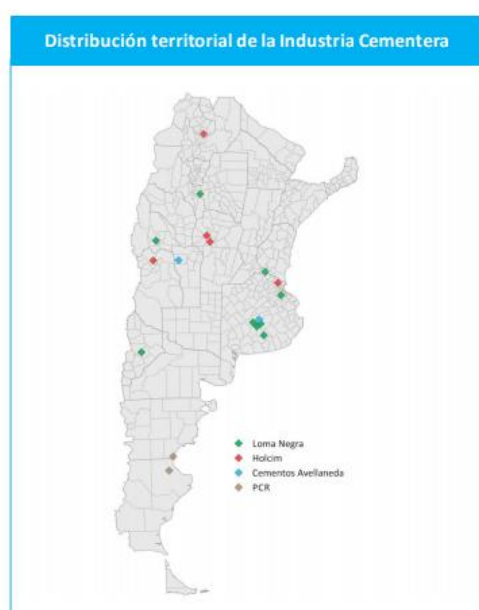 Distribución territorial de la Industria Cementera
Loma Negra
Holcim
Cementos Avellaneda
PCR